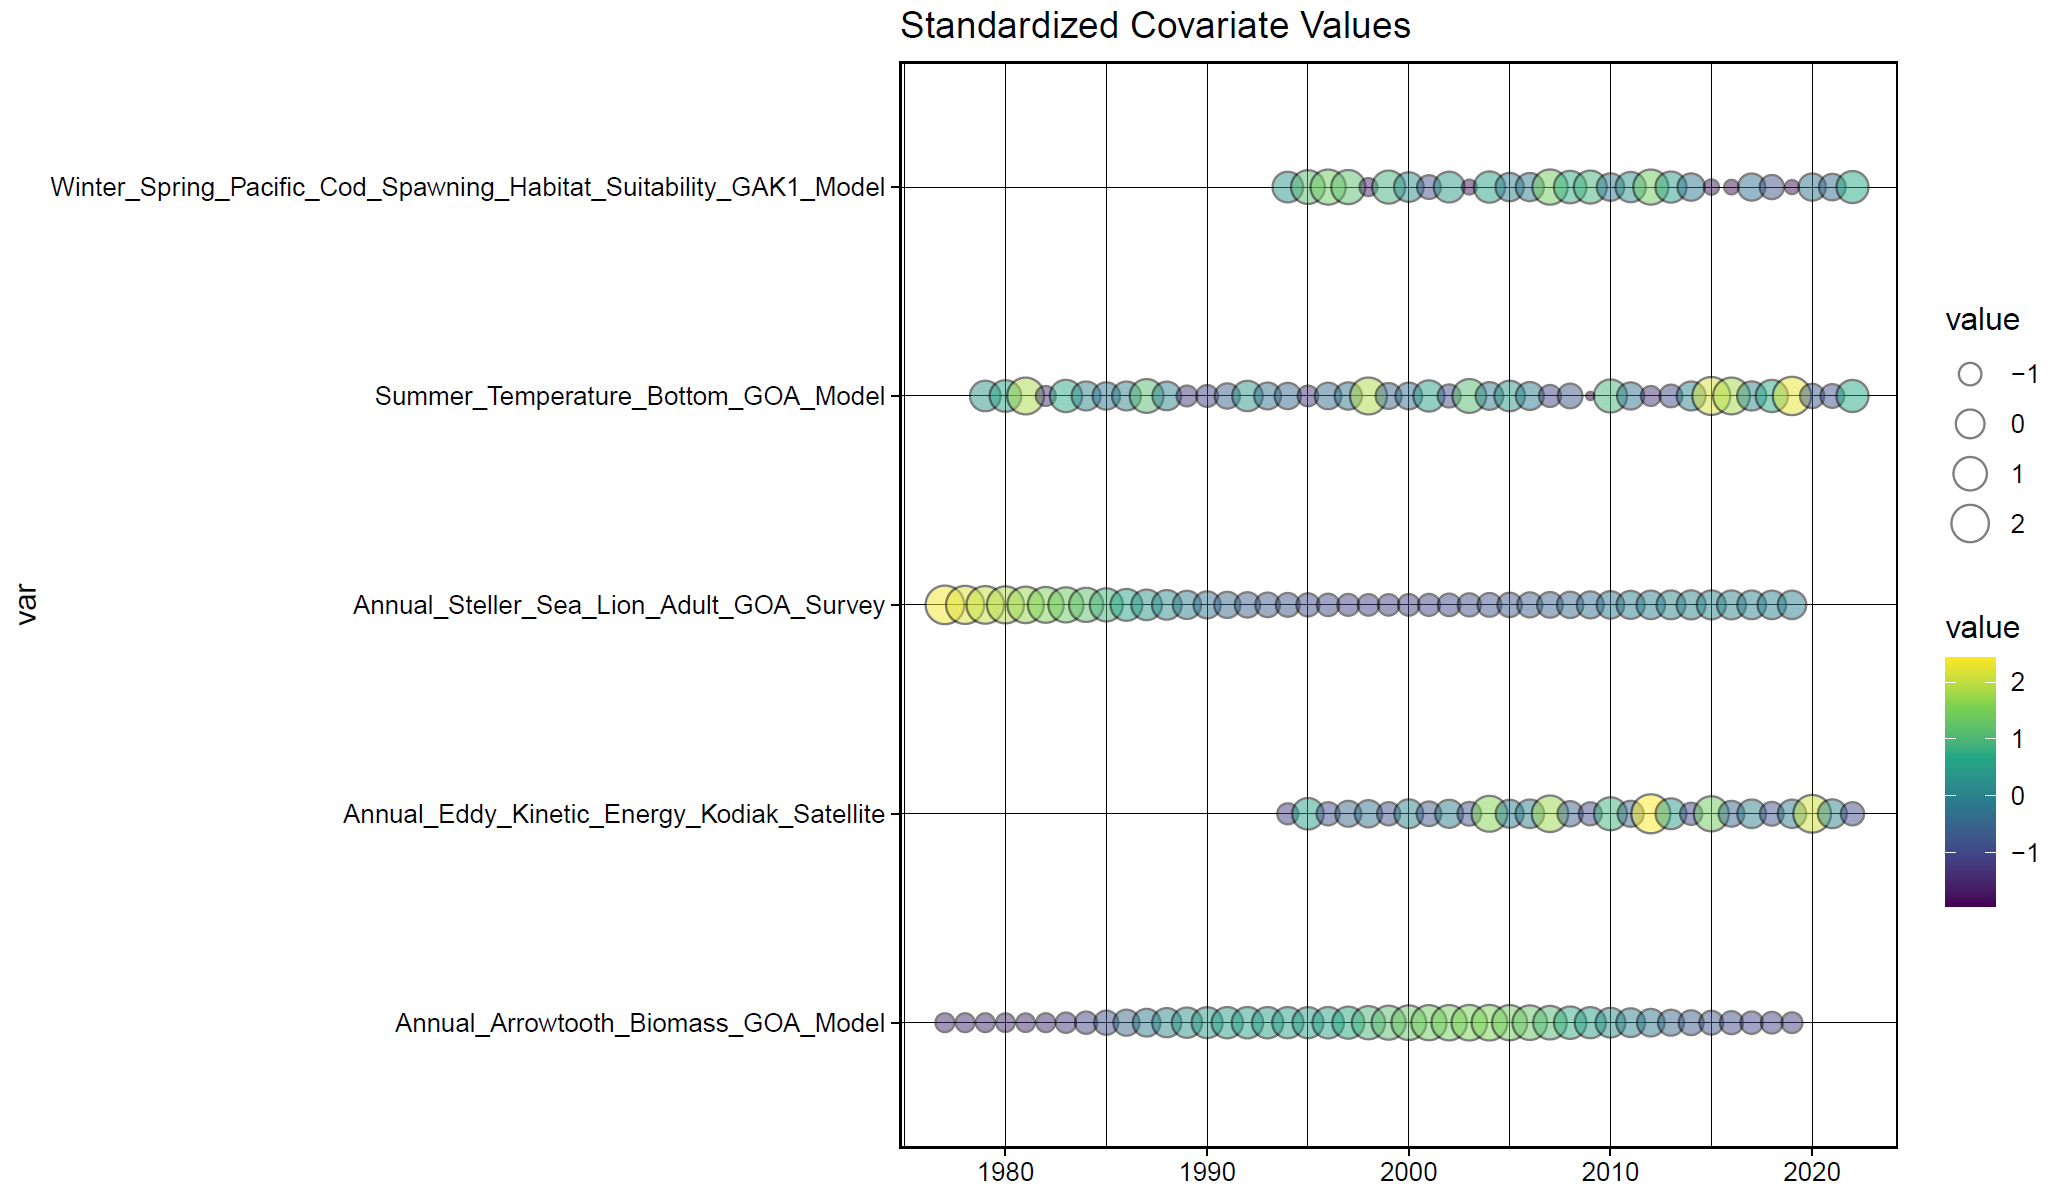 Standardized Covariate Values
Winter_Spring_Pacific_Cod_Spawning_Habitat_Suitability_GAK1_Model
Summer_Temperature_Bottom_GOA_Model
Annual_Steller_Sea_Lion_Adult_GOA_Survey
Annual_Eddy_Kinetic_Energy_Kodiak_Satellite
Annual_Arrowtooth_Biomass_GOA_Model
var
1980 1990 2000 2010 2020
value
−1
0
1
2
value
2
1
0
−1